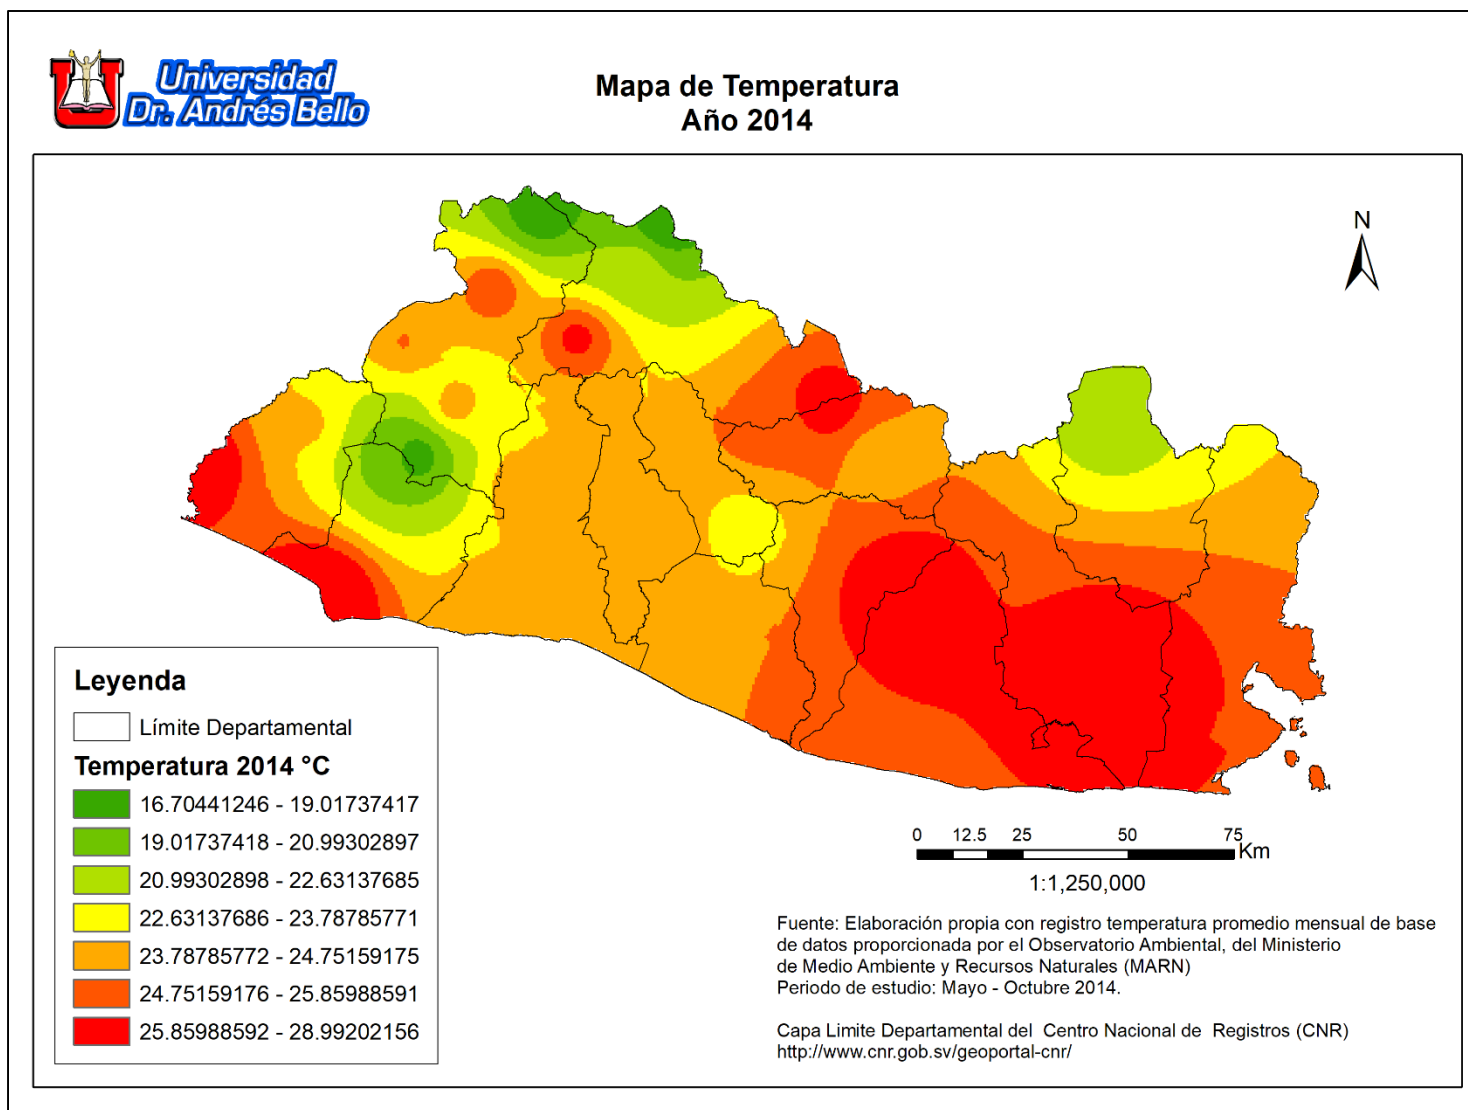 Universidad
Dr. Andrés Bello
Mapa de Temperatura
Año 2014
N
Leyenda
Límite Departamental
Temperatura 2014 °C
16.70441246 - 19.01737417
19.01737418 - 20.99302897
20.99302898 - 22.63137685
22.63137686 - 23.78785771
23.78785772 - 24.75159175
24.75159176 - 25.85988591
25.85988592 - 28.99202156
0 12.5 25 50 75
Km
1:1,250,000
Fuente: Elaboración propia con registro temperatura promedio mensual de base
de datos proporcionada por el Observatorio Ambiental, del Ministerio
de Medio Ambiente y Recursos Naturales (MARN)
Periodo de estudio: Mayo - Octubre 2014.
Capa Limite Departamental del Centro Nacional de Registros (CNR)
http://www.cnr.gob.sv/geoportal-cnr/